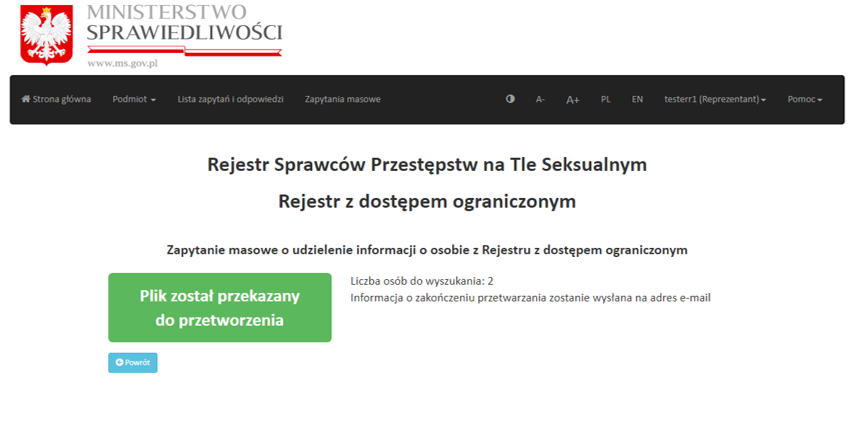 MINISTERSTWO
SPRAWIEDLIWOŚCI
www.ms.gov.pl
Strona główna Podmiot Lista zapytań i odpowiedzi Zapytania masowe A- A+ PL EN testerr1 (Reprezentant) Pomoc
Rejestr Sprawców Przestępstw na Tle Seksualnym
Rejestr z dostępem ograniczonym
Zapytanie masowe o udzielenie informacji o osobie z Rejestru z dostępem ograniczonym
Plik został przekazany
do przetworzenia
Liczba osób do wyszukania: 2
Informacja o zakończeniu przetwarzania zostanie wysłana na adres e-mail
Powrót